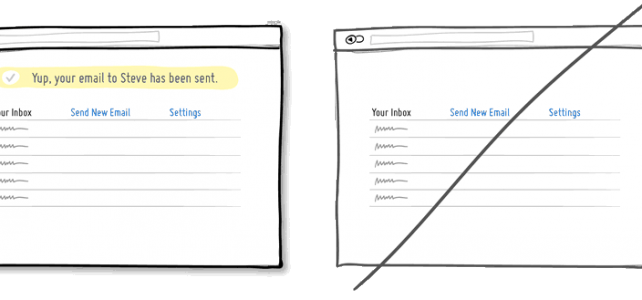 Yup, your email to Steve has been sent.
ur Inbox Send New Email Settings
Your Inbox Send New Email Settings